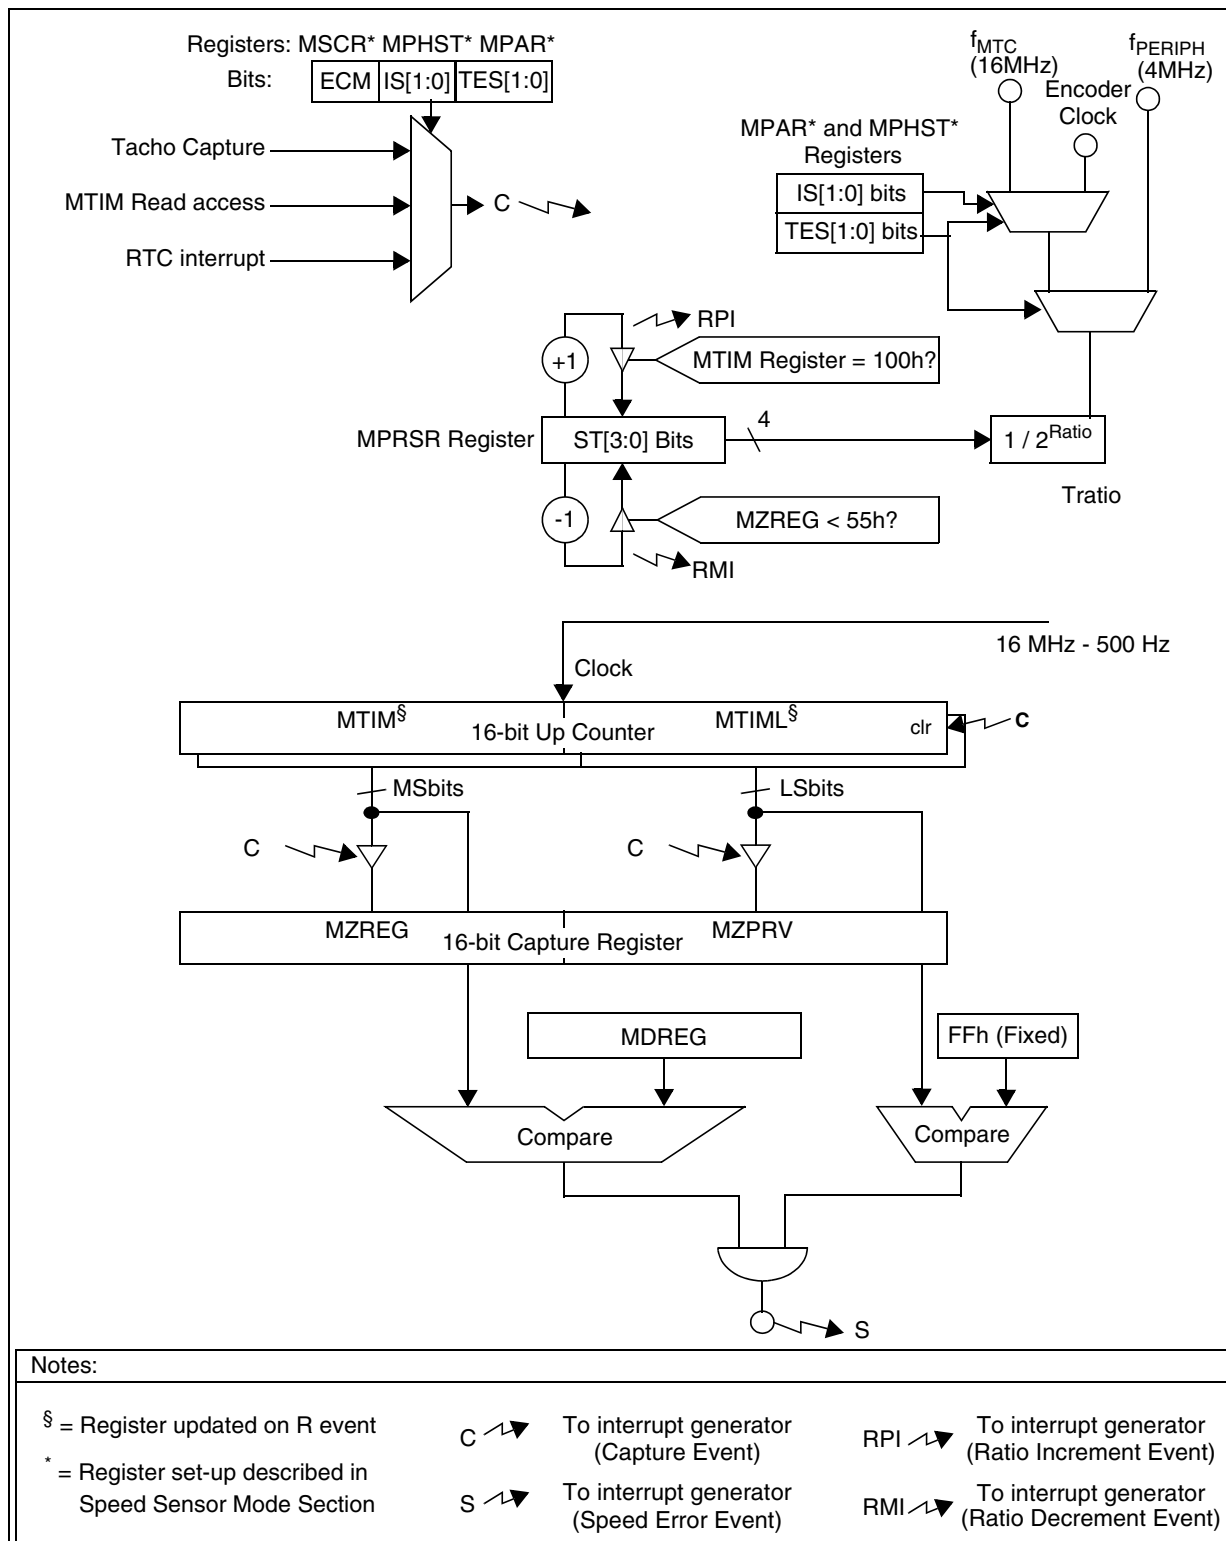 Registers: MSCR* MPHST* MPAR*
Bits: ECM IS[1:0] TES[1:0]
Tacho Capture
MTIM Read access
RTC interrupt
C
fMTC
(16MHz)
fPERIPH
(4MHz)
Encoder
Clock
MPAR* and MPHST*
Registers
IS[1:0] bits
TES[1:0] bits
RPI
+1
MTIM Register = 100h?
MPRSR Register
ST[3:0] Bits
4
1 / 2^Ratio
Tratio
-1
MZREG < 55h?
RMI
16 MHz - 500 Hz
Clock
MTIM§
MTIML§
16-bit Up Counter
clr
C
MSbits
LSbits
C
C
MZREG
MZPRV
16-bit Capture Register
MDREG
FFh (Fixed)
Compare
Compare
S
Notes:
§ = Register updated on R event
* = Register set-up described in
Speed Sensor Mode Section
C
To interrupt generator
(Capture Event)
S
To interrupt generator
(Speed Error Event)
RPI
To interrupt generator
(Ratio Increment Event)
RMI
To interrupt generator
(Ratio Decrement Event)